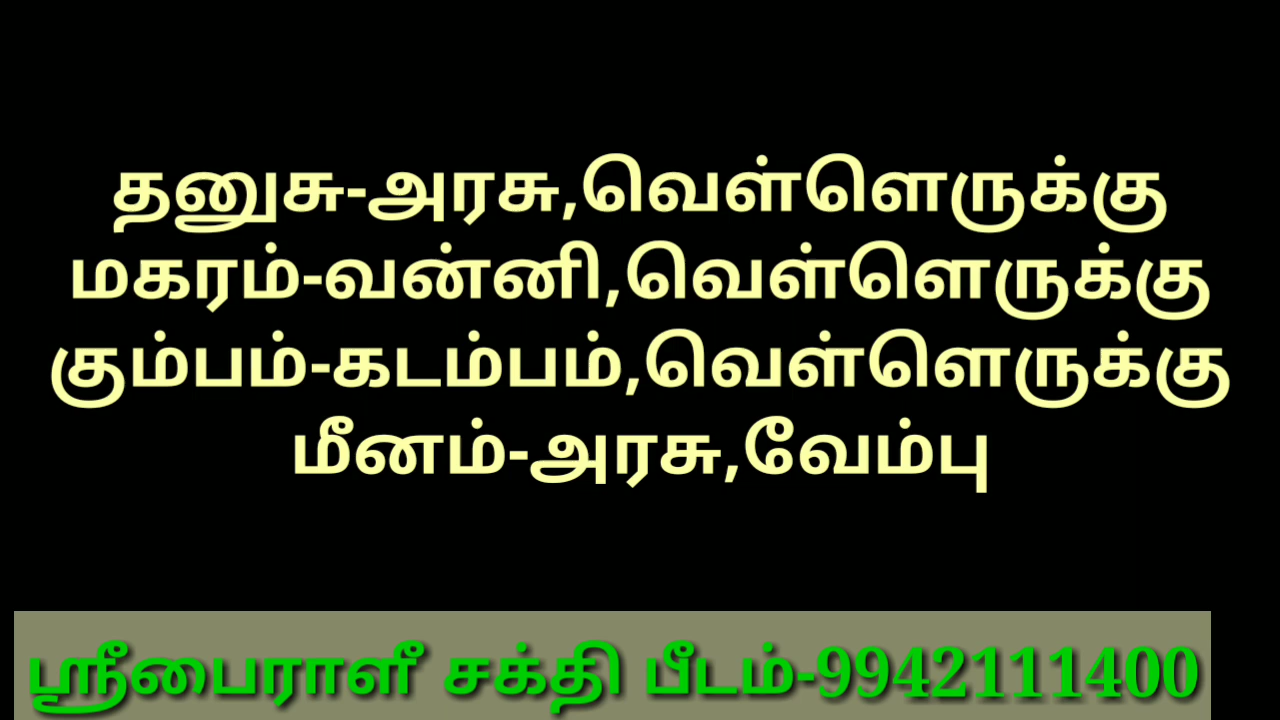 தனுசு-அரசு,வெள்ளெருக்கு
மகரம்-வன்னி,வெள்ளெருக்கு
கும்பம்-கடம்பம்,வெள்ளெருக்கு
மீனம்-அரசு,வேம்பு
ஸ்ரீபைராளீ சக்தி பீடம்-9942111400